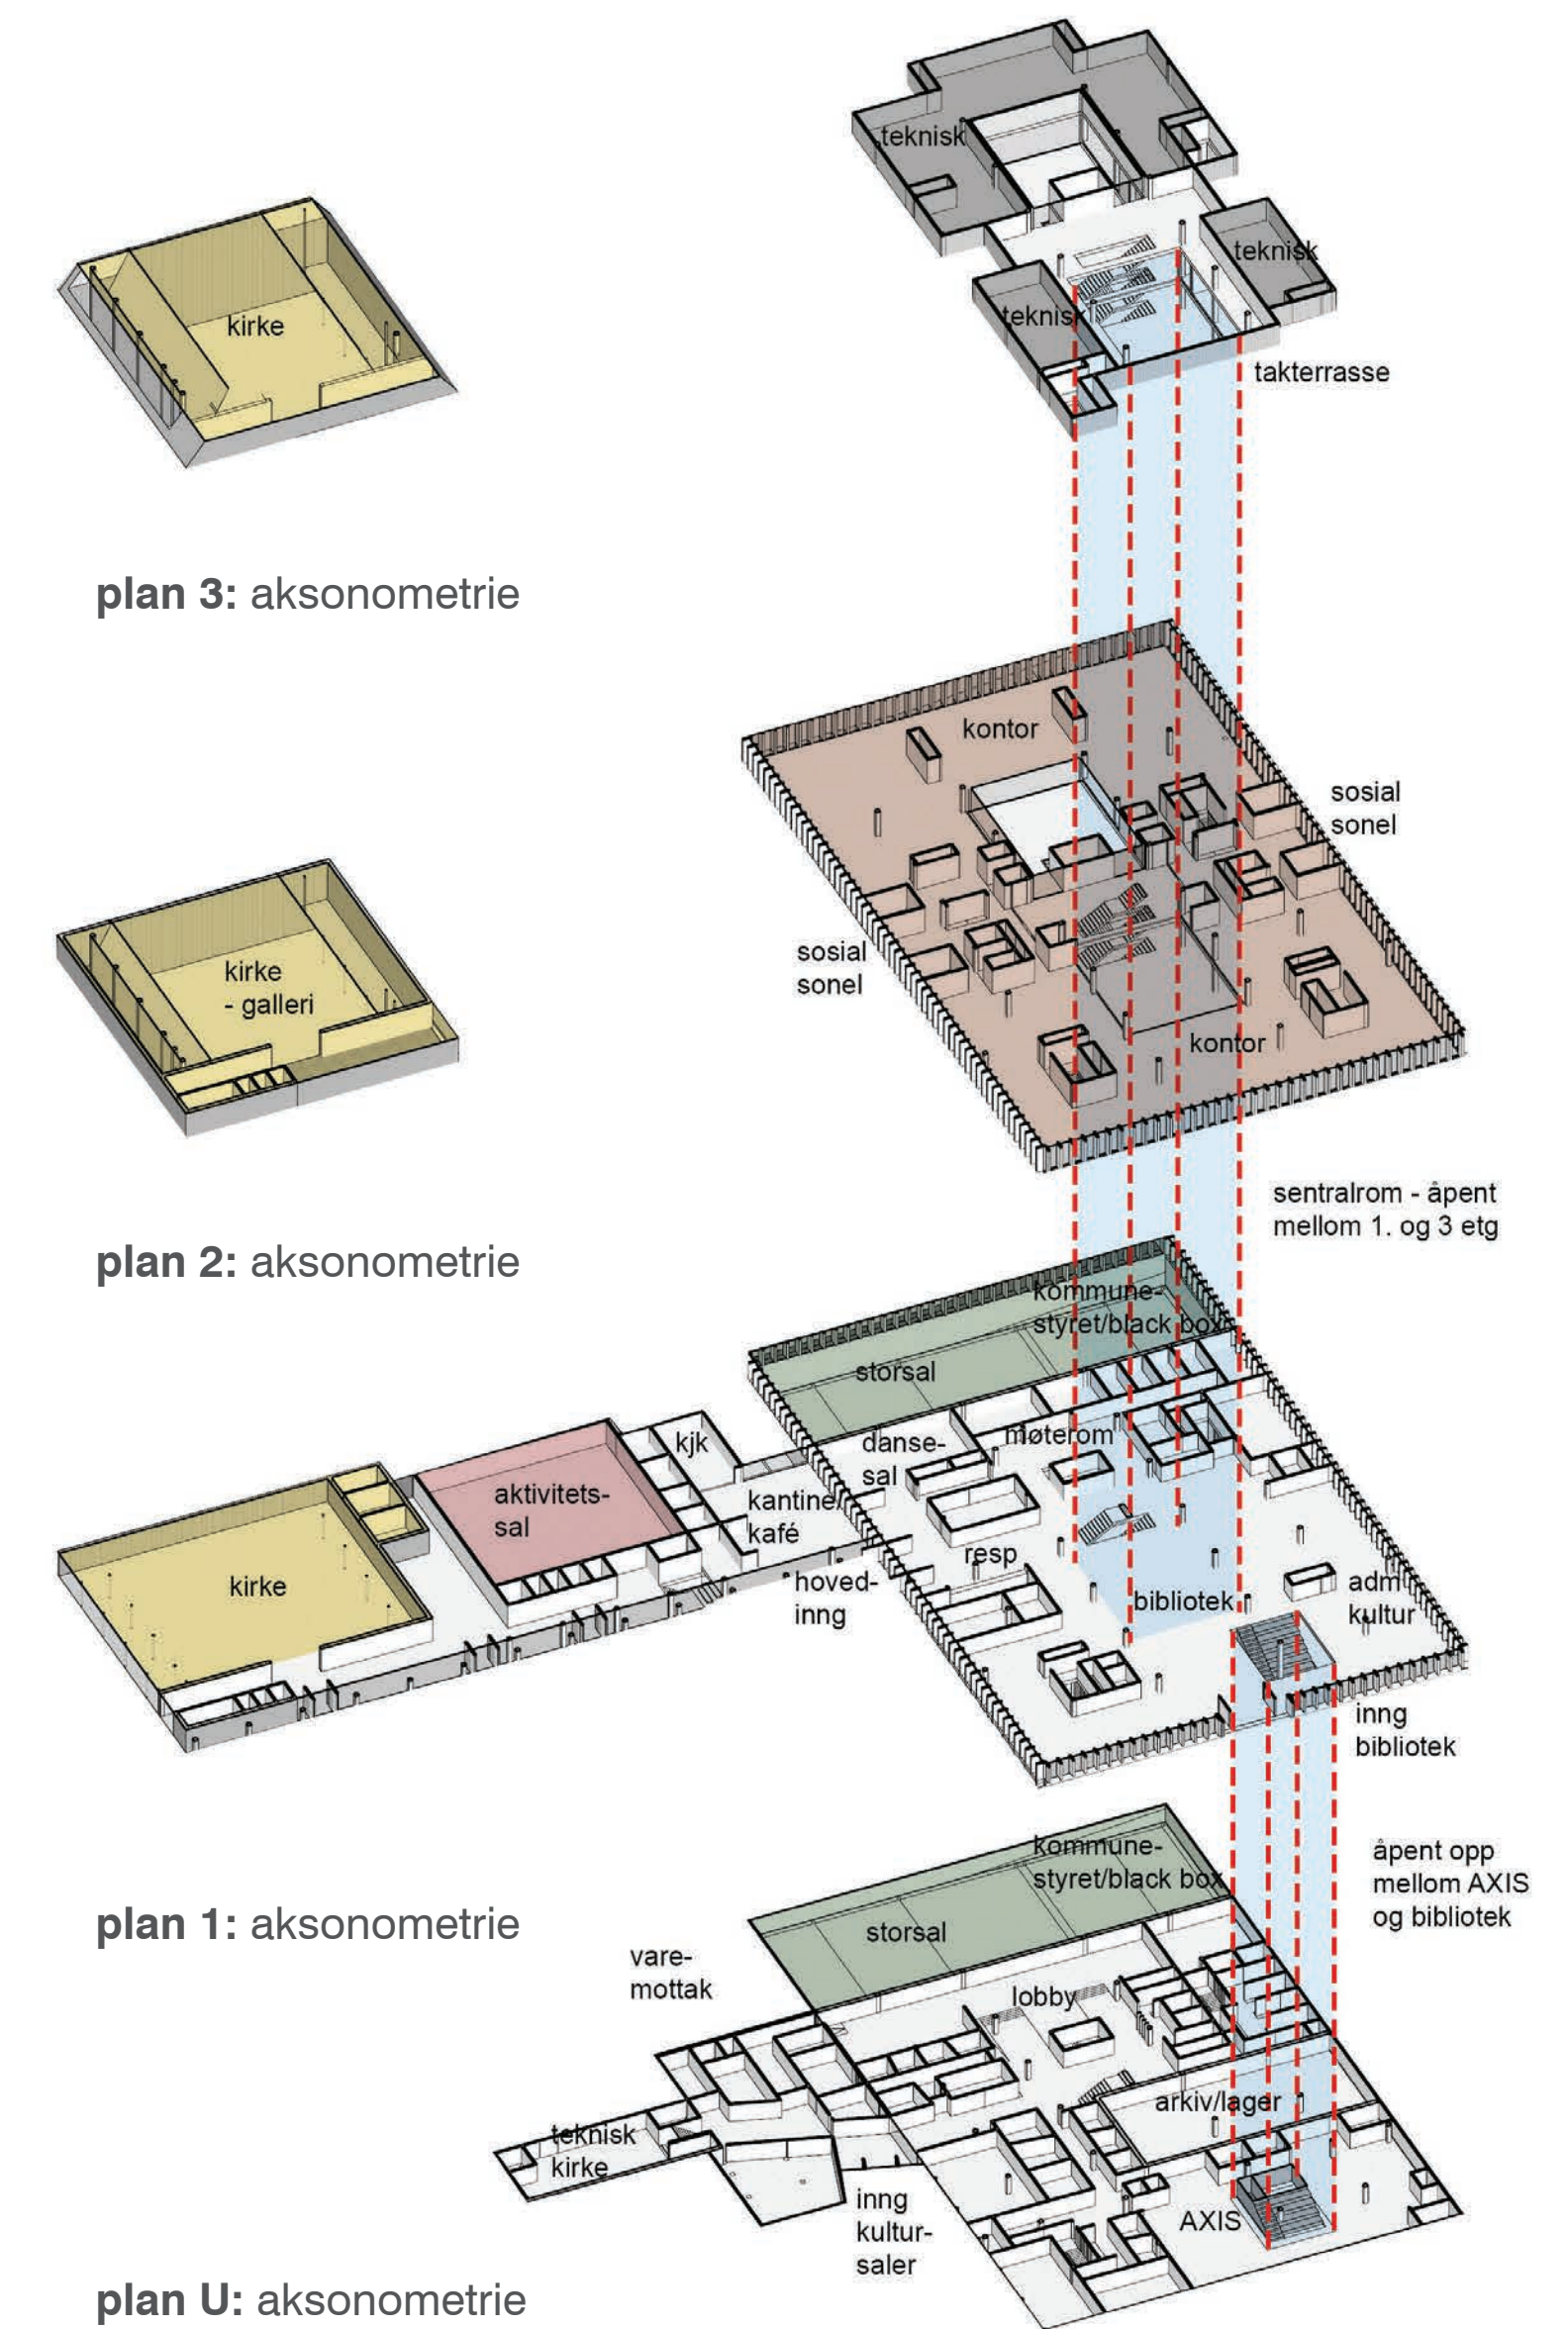 teknisk
teknisk
kirke
teknisk
takterrasse
plan 3: aksonometrie
kontor
sosial
sonel
sosial
sonel
kirke
- galleri
kontor
sentralrom - åpent
mellom 1. og 3 etg
plan 2: aksonometrie
kommune-
styret/black box
storsal
danse-
sal
møterom
kjk
aktivitets-
sal
kantine/
kafé
resp
kirke
hoved-
inng
bibliotek
adm
kultur
inng
bibliotek
kommune-
styret/black box
åpent opp
mellom AXIS
og bibliotek
plan 1: aksonometrie
storsal
vare-
mottak
lobby
arkiv/lager
teknisk
kirke
inng
kultur-
saler
AXIS
plan U: aksonometrie